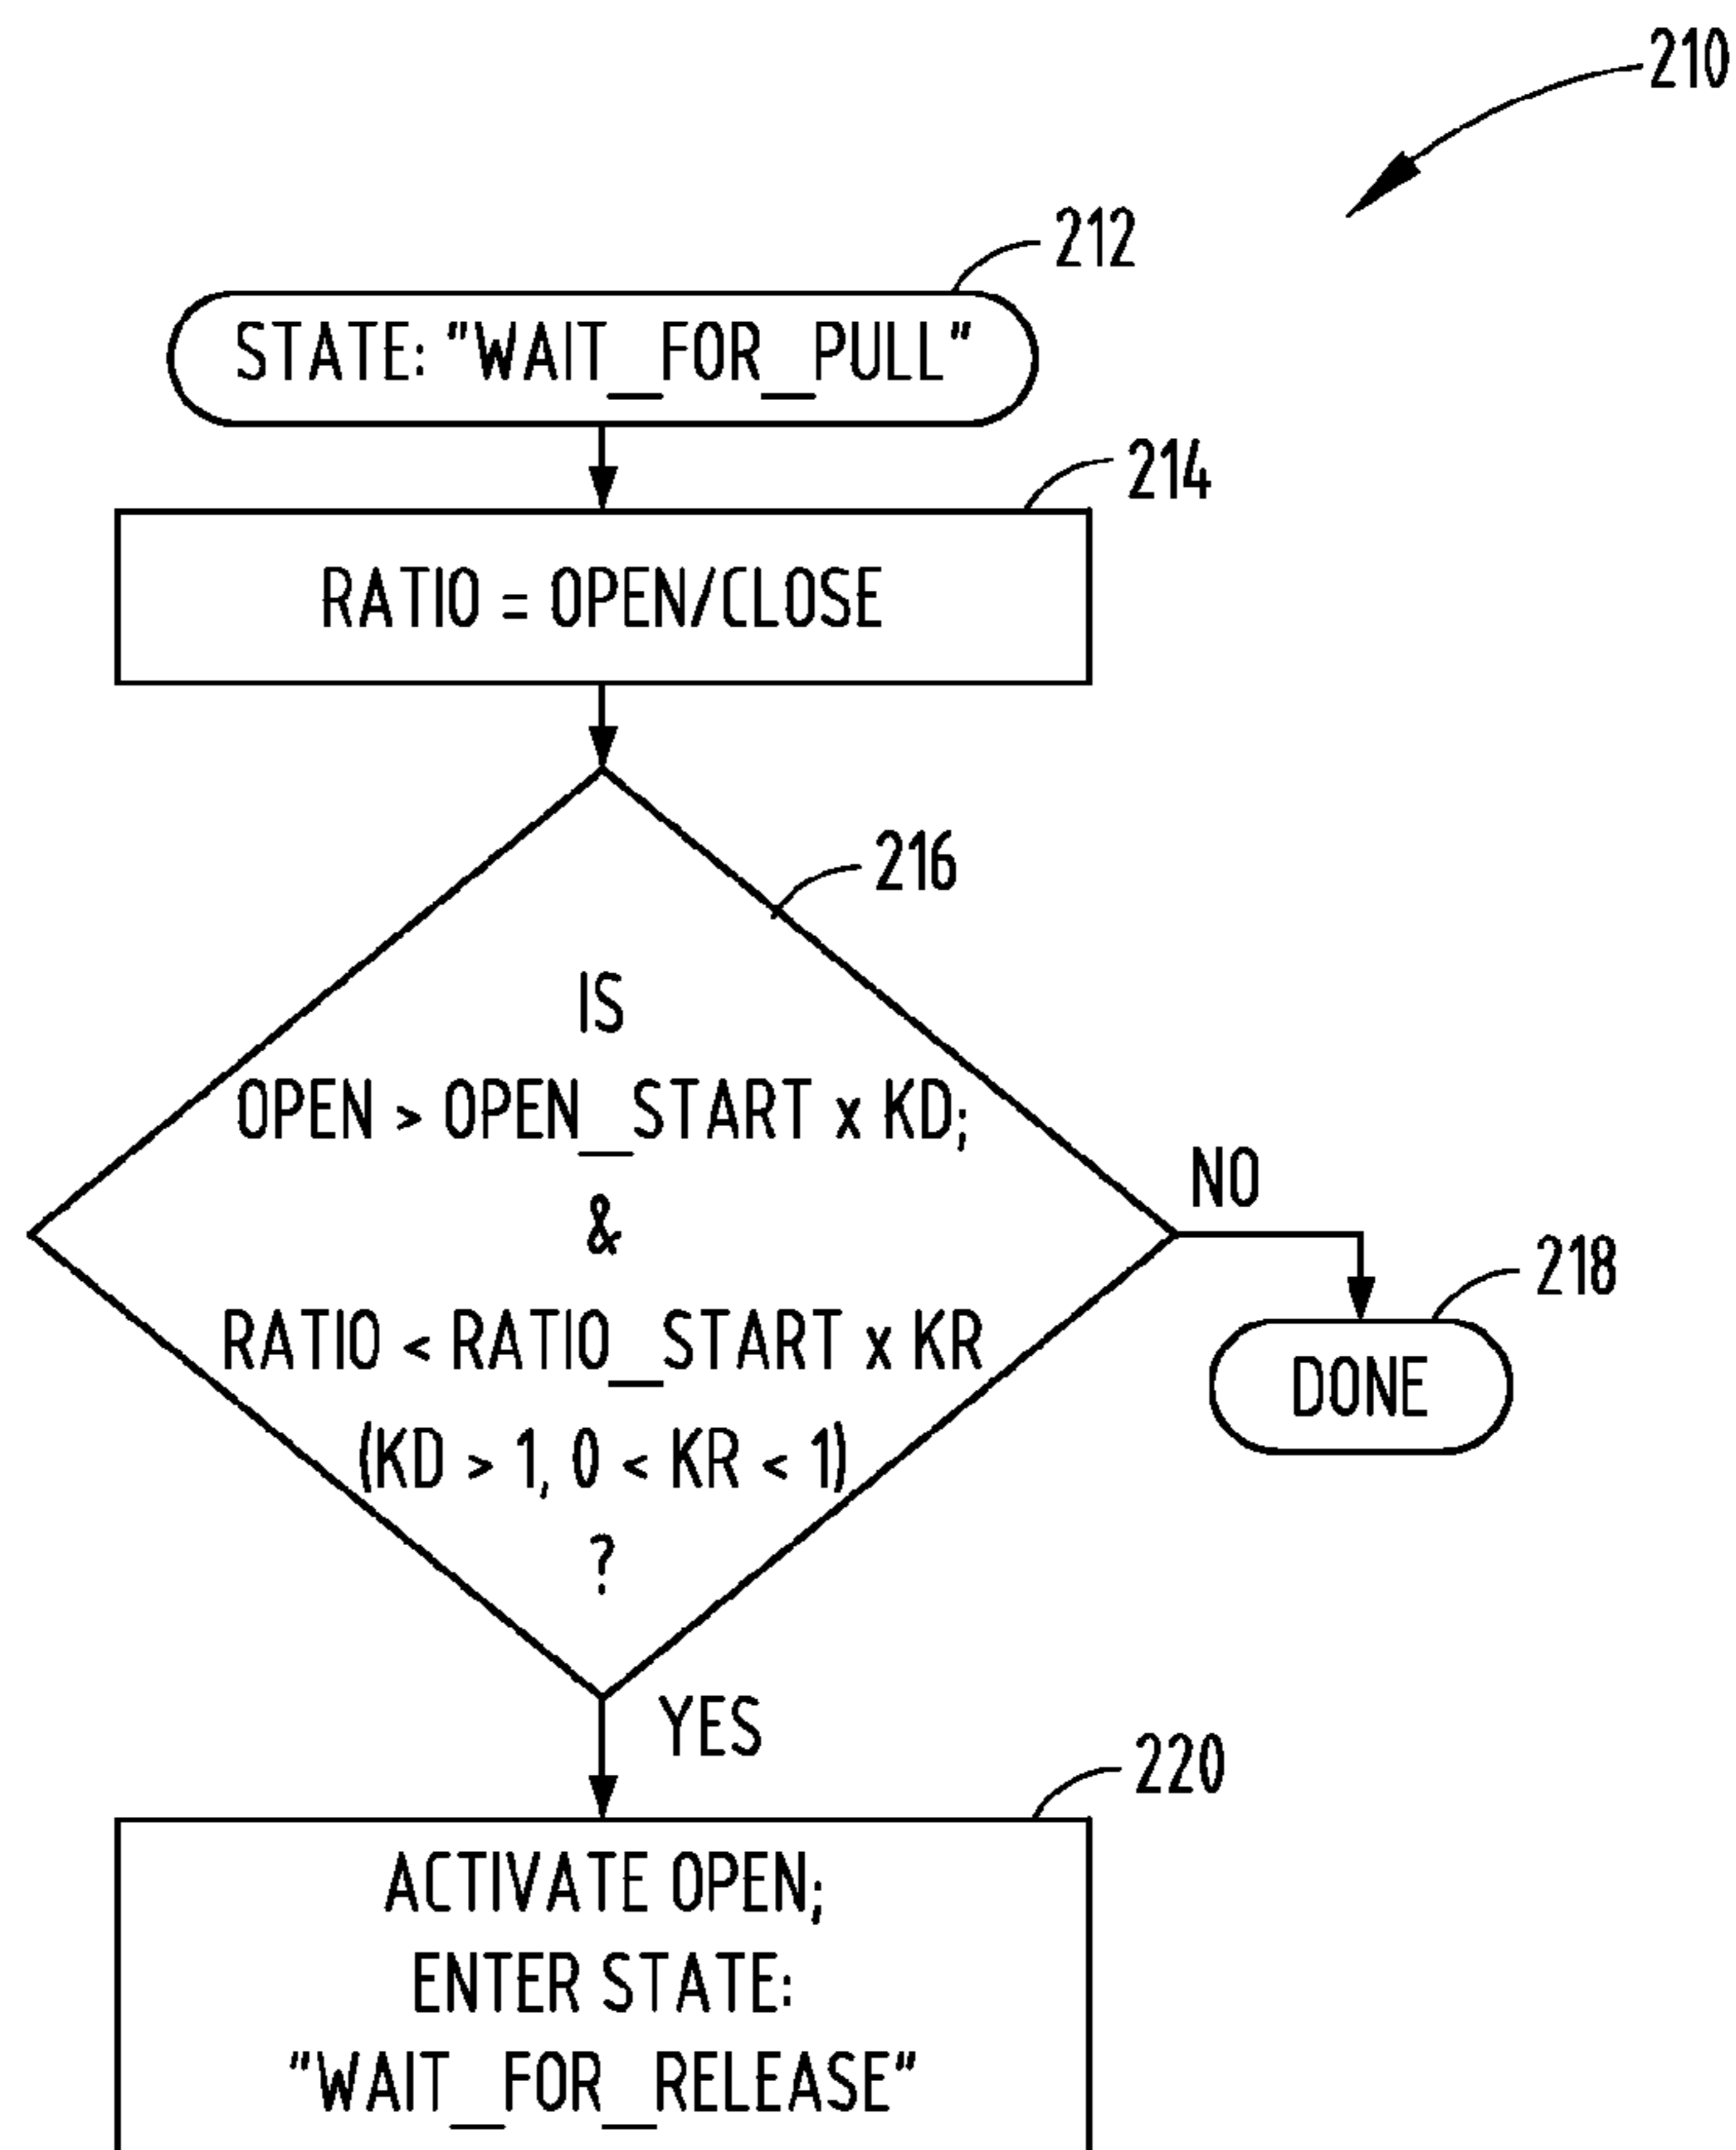 210
212
STATE: "WAIT_FOR_PULL"
214
RATIO = OPEN/CLOSE
216
IS
OPEN > OPEN_START x KD;
&
RATIO < RATIO_START x KR
(KD > 1, 0 < KR < 1)
?
NO
218
DONE
YES
220
ACTIVATE OPEN;
ENTER STATE:
"WAIT_FOR_RELEASE"